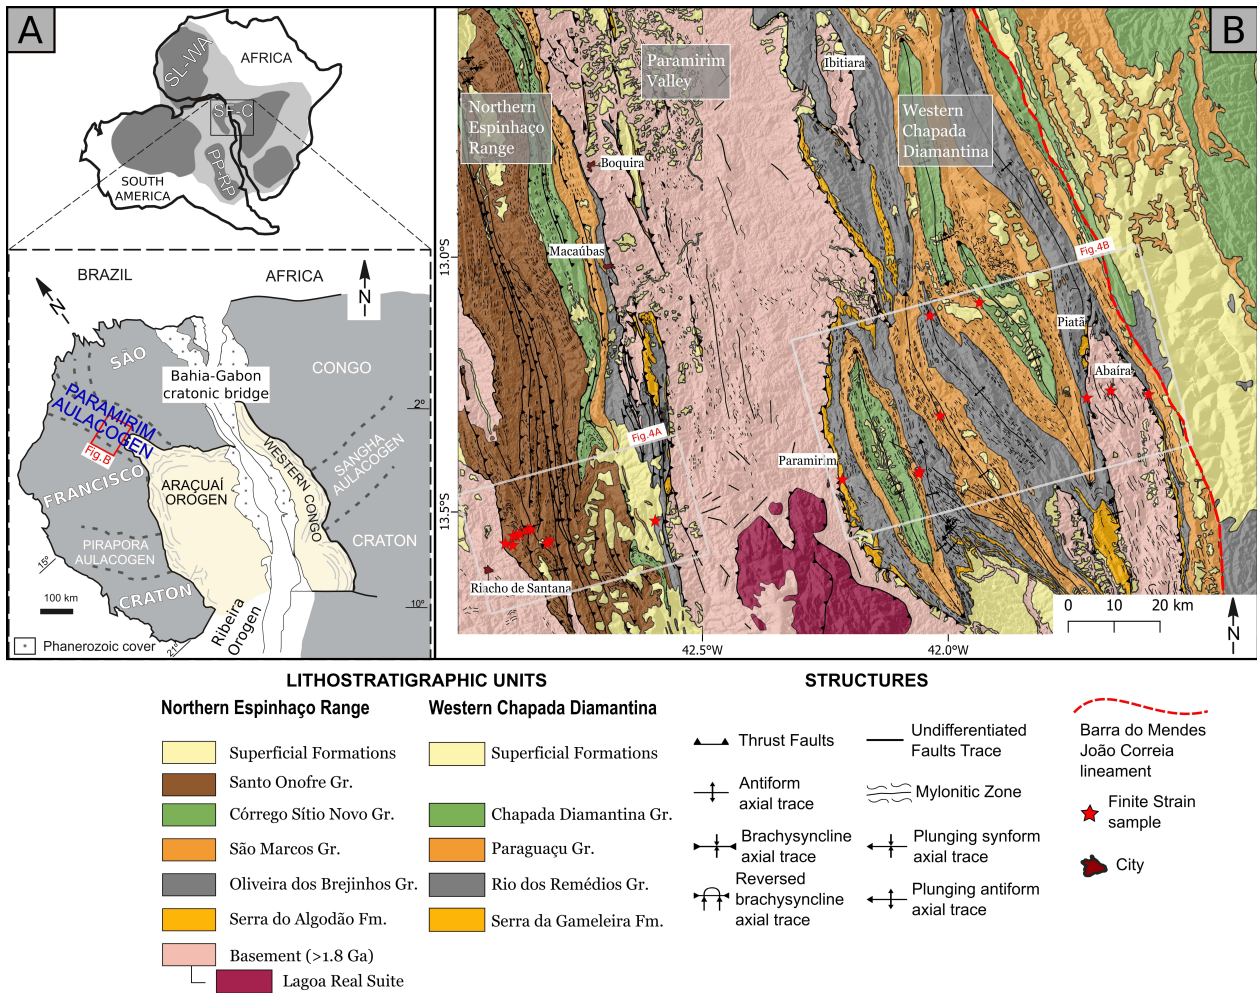 A
AFRICA
SL-WA
SF-C
PP-RP
SOUTH
AMERICA
BRAZIL
AFRICA
N
N
SÃO
CONGO
Bahia-Gabon
cratonic bridge
2°
PARAMIRIM
AULACOGEN
Fig.B
FRANCISCO
ARAÇUAÍ
OROGEN
WESTERN CONGO
SANGHA
AULACOGEN
PIRAPORA
AULACOGEN
CRATON
15°
CRATON
100 km
10°
Ribeira
Orogen
21°
Phanerozoic cover
B
Paramirim
Valley
Ibitiara
Northern
Espinhaço
Range
Western
Chapada
Diamantina
Boquira
Macaúbas
13.0°S
Fig.4B
Piatã
Abaíra
Fig.4A
Paramirim
13.5°S
Riacho de Santana
0 10 20 km
N
42.5°W
42.0°W
LITHOSTRATIGRAPHIC UNITS
Northern Espinhaço Range
Superficial Formations
Santo Onofre Gr.
Córrego Sítio Novo Gr.
São Marcos Gr.
Oliveira dos Brejinhos Gr.
Serra do Algodão Fm.
Basement (>1.8 Ga)
Lagoa Real Suite
Western Chapada Diamantina
Superficial Formations
Chapada Diamantina Gr.
Paraguaçu Gr.
Rio dos Remédios Gr.
Serra da Gameleira Fm.
STRUCTURES
Thrust Faults
Antiform
axial trace
Brachysyncline
axial trace
Reversed
brachysyncline
axial trace
Undifferentiated
Faults Trace
Mylonitic Zone
Plunging synform
axial trace
Plunging antiform
axial trace
Barra do Mendes
João Correia
lineament
Finite Strain
sample
City